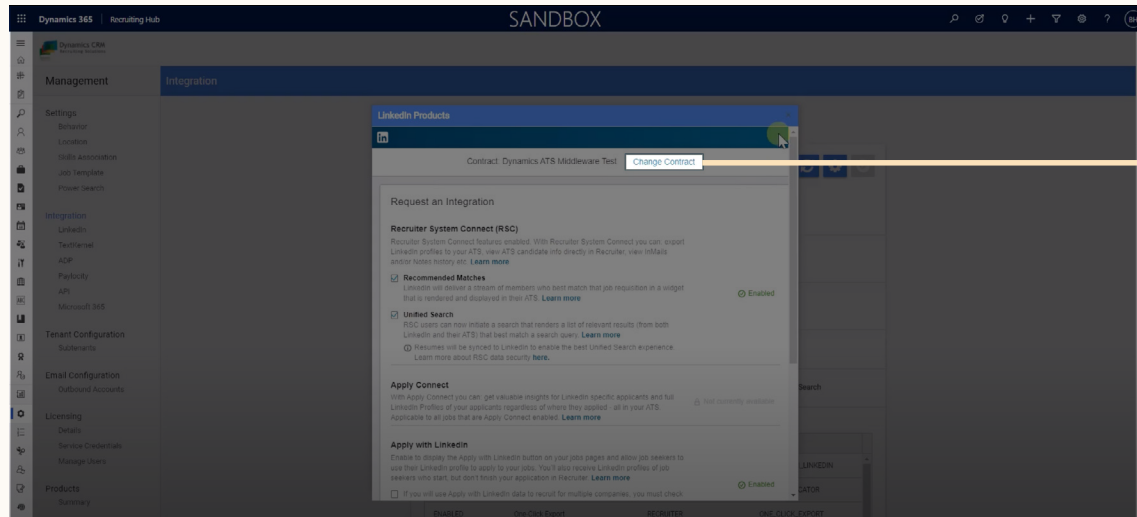 Dynamics 365
Recruiting Hub
SANDBOX
BH
Dynamics CRM
Management
Integration
Settings
Behavior
Location
Skills Association
Job Template
Power Search
Integration
LinkedIn
TextKernel
ADP
Paylocity
API
Microsoft 365
Tenant Configuration
Subtenants
Email Configuration
Outbound Accounts
Licensing
Details
Service Credentials
Manage Users
Products
Summary
LinkedIn Products
in
Contract: Dynamics ATS Middleware Test
Change Contract
Request an Integration
Recruiter System Connect (RSC)
Recruiter System Connect features enabled. With Recruiter System Connect you can, export
LinkedIn profiles to your ATS, view ATS candidate info directly in Recruiter, view InMails
and/or Notes history etc. Learn more
Recommended Matches
LinkedIn will deliver a stream of members who best match that job requisition in a widget
that is rendered and displayed in their ATS. Learn more
Enabled
Unified Search
RSC users can now initiate a search that renders a list of relevant results (from both
LinkedIn and their ATS) that best match a search query. Learn more
Resumes will be synced to LinkedIn to enable the best Unified Search experience.
Learn more about RSC data security here.
Apply Connect
With Apply Connect you can: get valuable insights for LinkedIn specific applicants and full
LinkedIn Profiles of your applicants regardless of where they applied - all in your ATS.
Applicable to all jobs that are Apply Connect enabled. Learn more
Not currently available
Search
Apply with LinkedIn
Enable to display the Apply with LinkedIn button on your jobs pages and allow job seekers to
use their LinkedIn profile to apply to your jobs. You'll also receive LinkedIn profiles of job
seekers who start, but don't finish your application in Recruiter. Learn more
Enabled
_LINKEDIN
CATOR
If you will use Apply with LinkedIn data to recruit for multiple companies, you must check
ENABLED
One Click Export
RECRUITER
ONE_CLICK_EXPORT